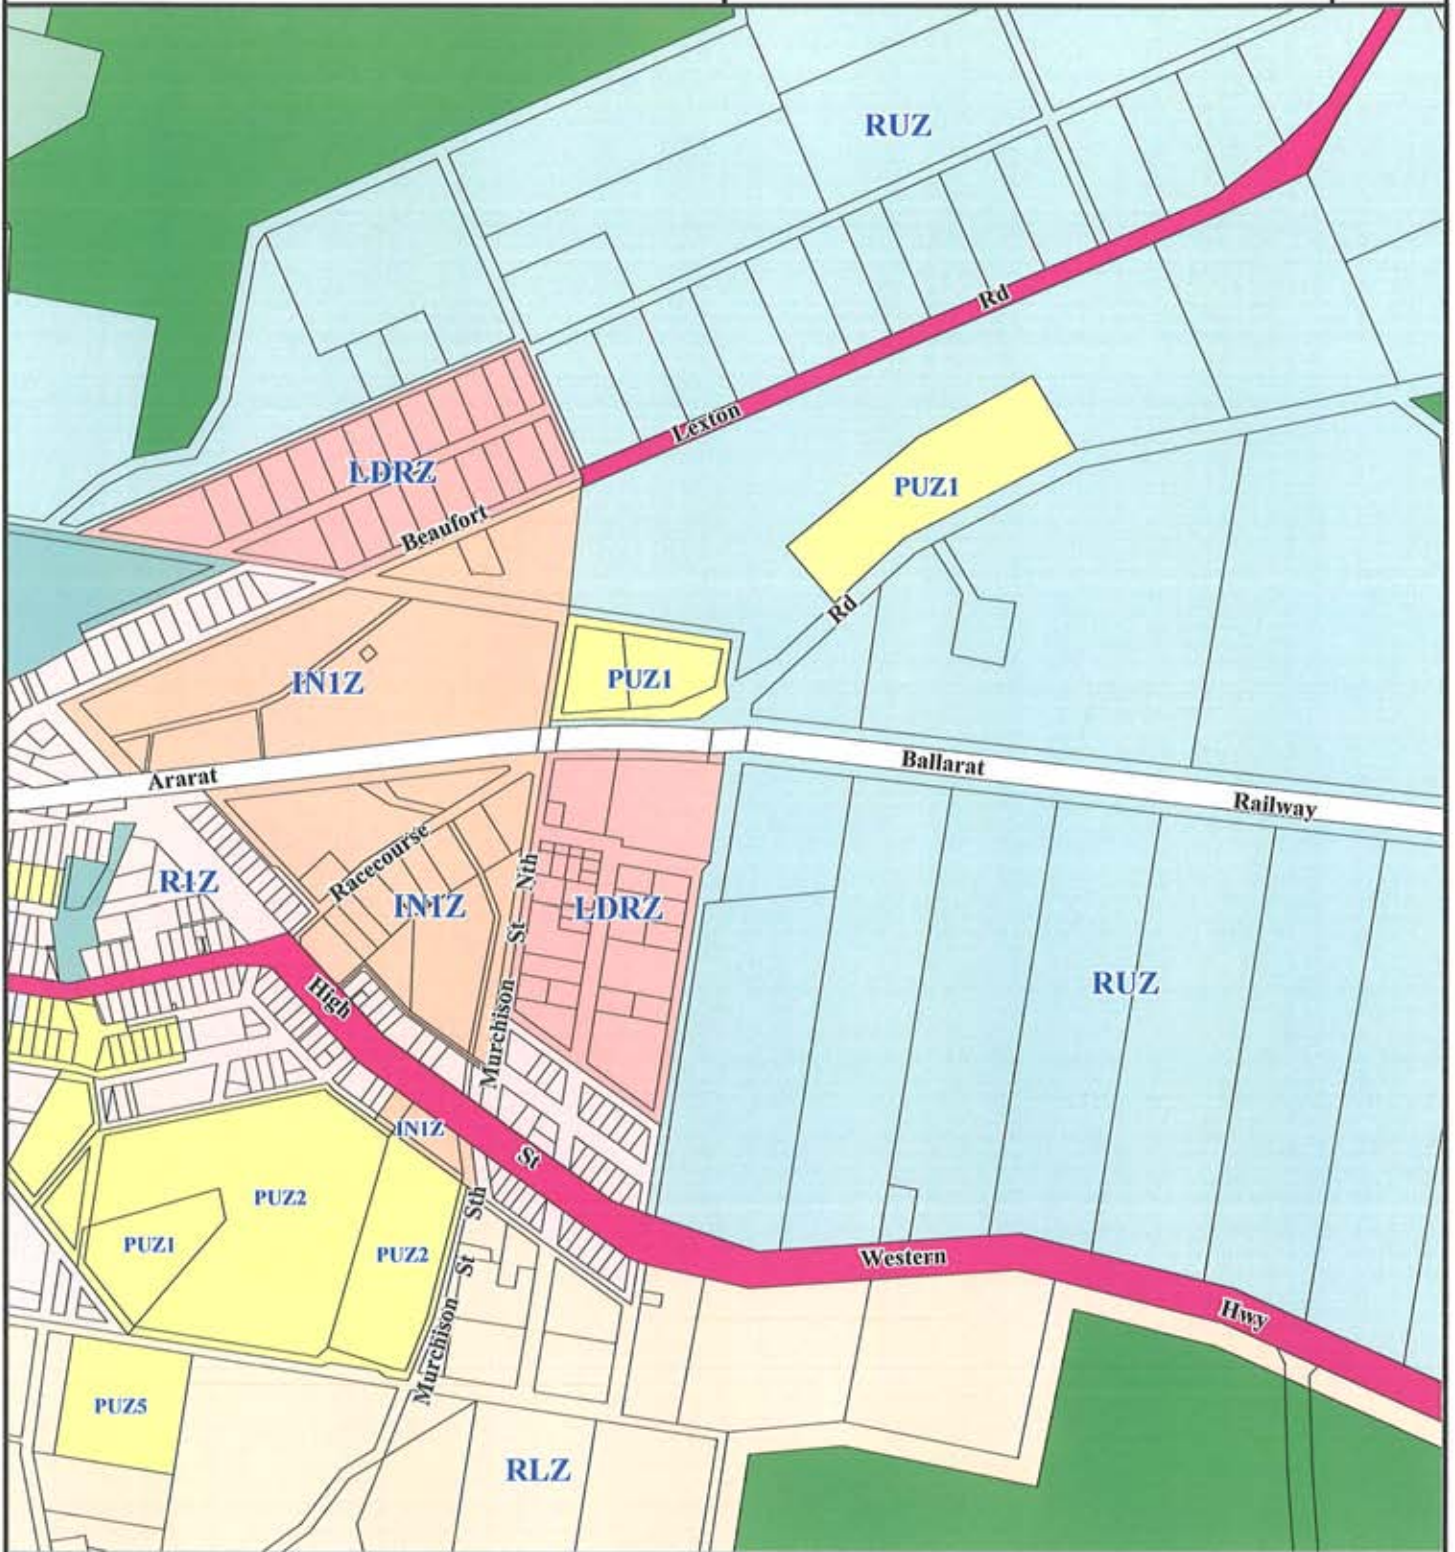 RUZ
Rd
Lexton
LDRZ
PUZ1
Beaufort
Rd
IN1Z
PUZ1
Ararat
Ballarat
Railway
R1Z
Racecourse
IN1Z
Murchison St Nth
LDRZ
RUZ
High
St
IN1Z
PUZ2
PUZ1
PUZ2
Murchison St Sth
Western
Hwy
PUZ5
RLZ